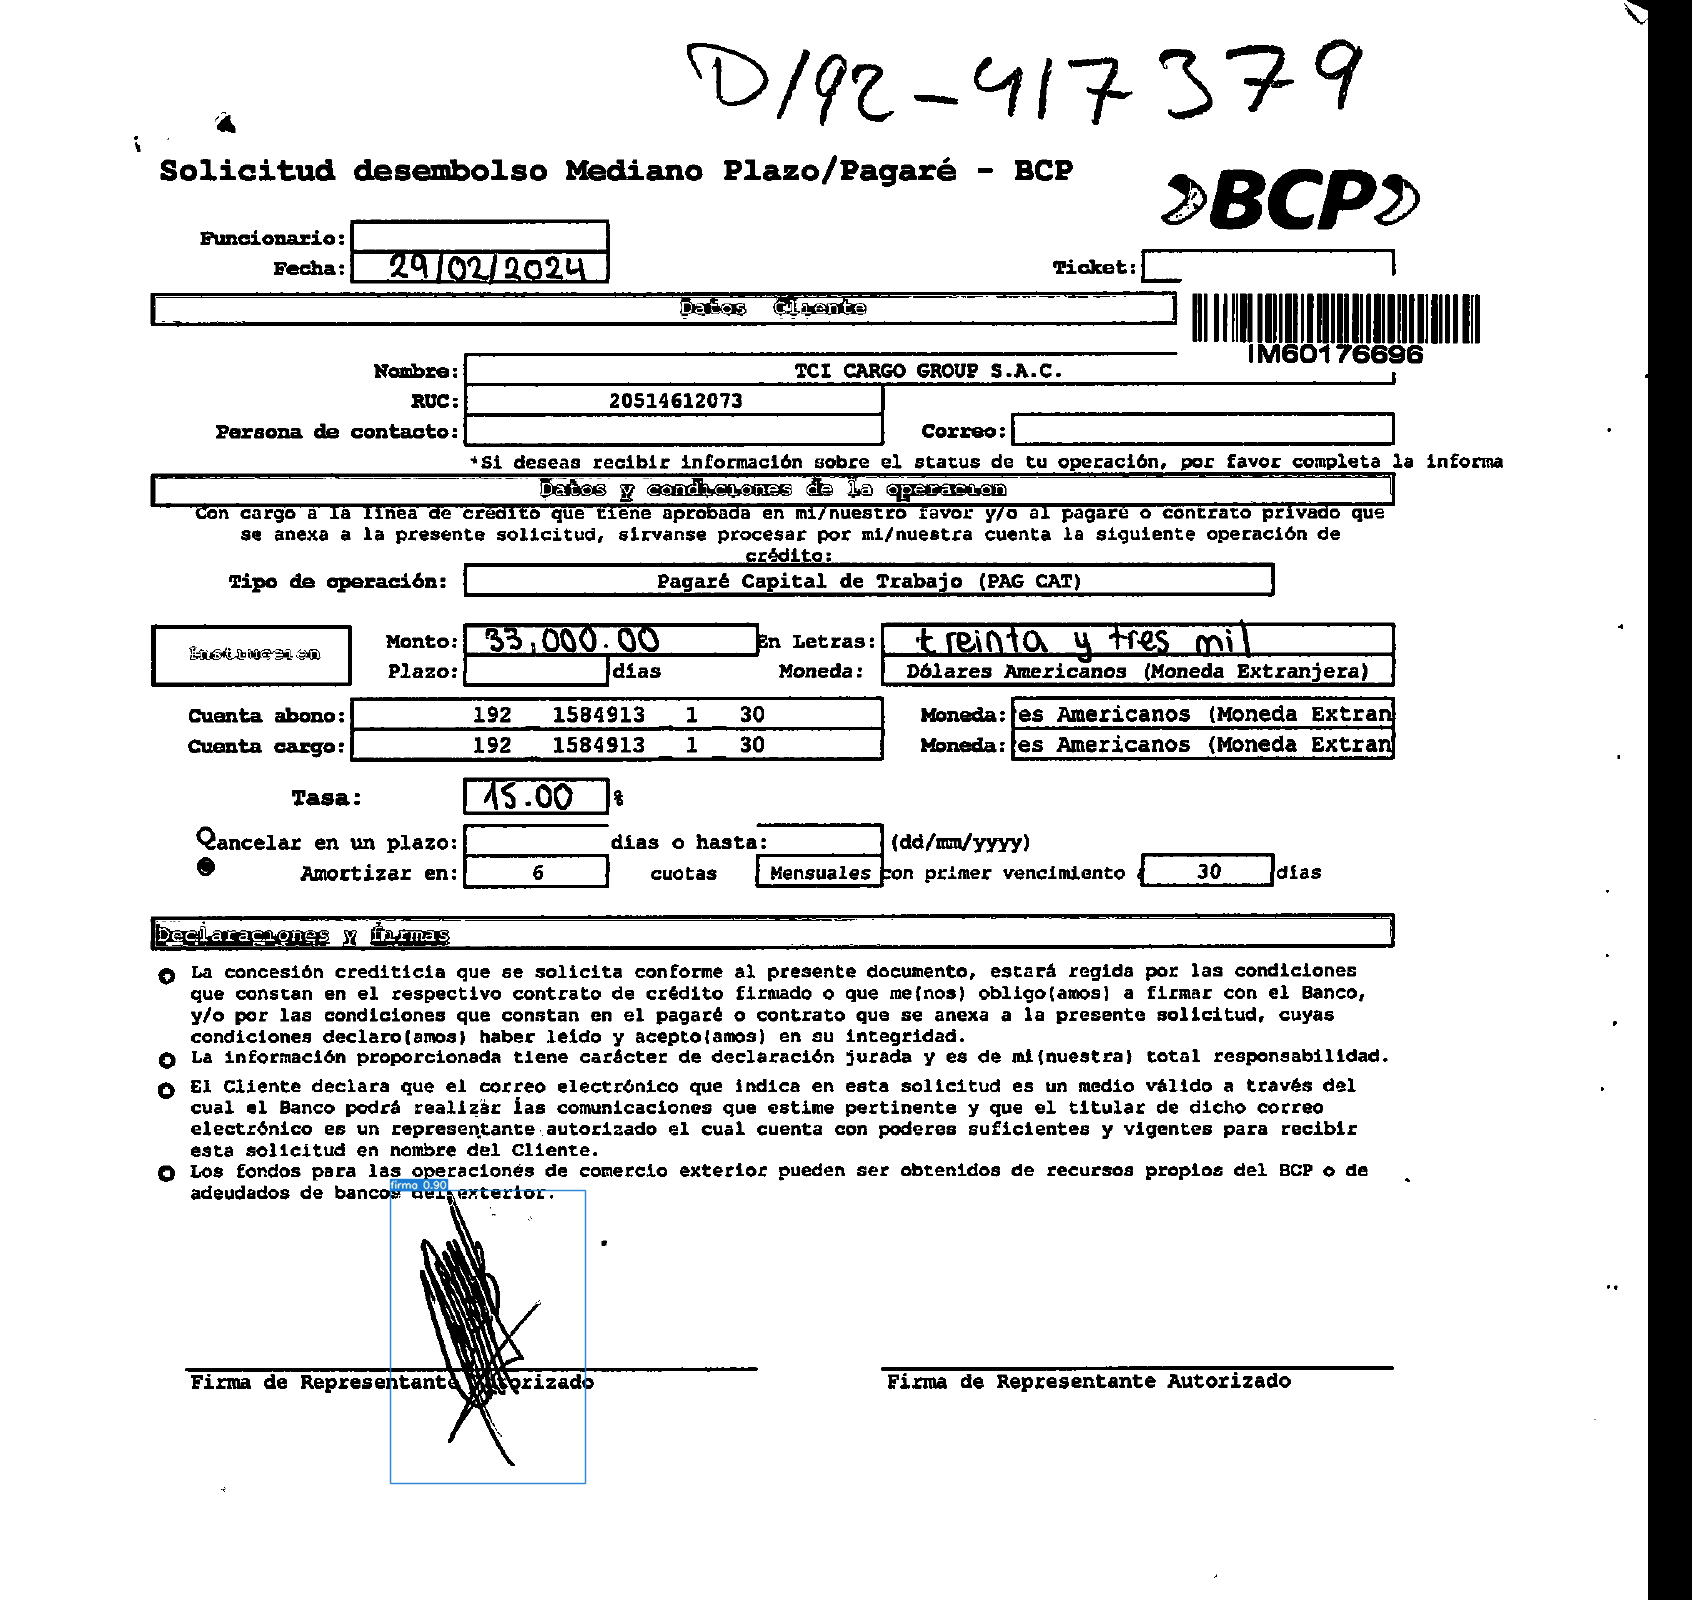 D192-417379
Solicitud desembolso Mediano Plazo/Pagaré - BCP
BCP
Funcionario:
Fecha: 29/02/2024
Ticket:
Datos Cliente
IM60176696
Nombre: TCI CARGO GROUP S.A.C.
RUC: 20514612073
Persona de contacto: Correo:
*Si deseas recibir información sobre el status de tu operación, por favor completa la informa
Datos y condiciones de la operacion
Con cargo a la línea de crédito que tiene aprobada en mi/nuestro favor y/o al pagaré o contrato privado que
se anexa a la presente solicitud, sírvanse procesar por mi/nuestra cuenta la siguiente operación de
crédito:
Tipo de operación: Pagaré Capital de Trabajo (PAG CAT)
Instruccion
Monto: 33,000.00 En Letras: treinta y tres mil
Plazo: días Moneda: Dólares Americanos (Moneda Extranjera)
Cuenta abono: 192 1584913 1 30 Moneda: es Americanos (Moneda Extran
Cuenta cargo: 192 1584913 1 30 Moneda: es Americanos (Moneda Extran
Tasa: 15.00 %
Cancelar en un plazo: días o hasta: (dd/mm/yyyy)
Amortizar en: 6 cuotas Mensuales con primer vencimiento 30 días
Declaraciones y firmas
La concesión crediticia que se solicita conforme al presente documento, estará regida por las condiciones
que constan en el respectivo contrato de crédito firmado o que me(nos) obligo(amos) a firmar con el Banco,
y/o por las condiciones que constan en el pagaré o contrato que se anexa a la presente solicitud, cuyas
condiciones declaro(amos) haber leído y acepto(amos) en su integridad.
La información proporcionada tiene carácter de declaración jurada y es de mi(nuestra) total responsabilidad.
El Cliente declara que el correo electrónico que indica en esta solicitud es un medio válido a través del
cual el Banco podrá realizar las comunicaciones que estime pertinente y que el titular de dicho correo
electrónico es un representante autorizado el cual cuenta con poderes suficientes y vigentes para recibir
esta solicitud en nombre del Cliente.
Los fondos para las operaciones de comercio exterior pueden ser obtenidos de recursos propios del BCP o de
adeudados de bancos del exterior.
firma 0.90
Firma de Representante Autorizado
Firma de Representante Autorizado